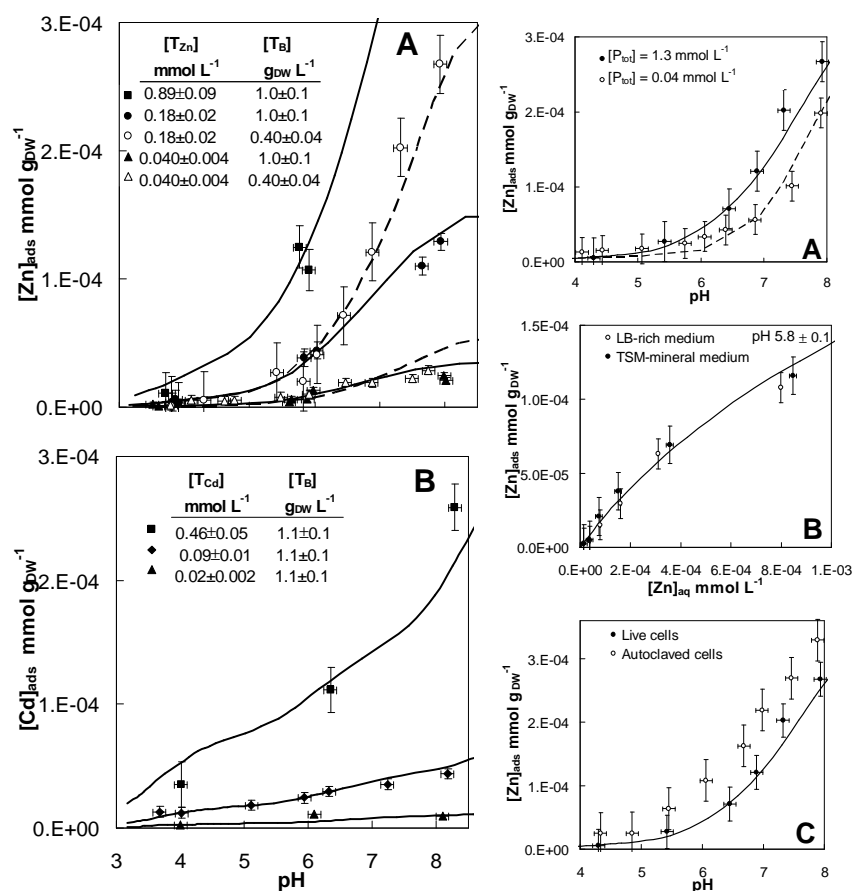 3.E-04
2.E-04
1.E-04
0.E+00
[Zn]ads mmol gDW⁻¹
A
[TZn] [TB]
mmol L⁻¹ gDW L⁻¹
0.89±0.09 1.0±0.1
0.18±0.02 1.0±0.1
0.18±0.02 0.40±0.04
0.040±0.004 1.0±0.1
0.040±0.004 0.40±0.04
3.E-04
2.E-04
1.E-04
0.E+00
[Cd]ads mmol gDW⁻¹
B
[TCd] [TB]
mmol L⁻¹ gDW L⁻¹
0.46±0.05 1.1±0.1
0.09±0.01 1.1±0.1
0.02±0.002 1.1±0.1
3 4 5 6 7 8
pH
3.E-04
2.E-04
1.E-04
0.E+00
[Zn]ads mmol gDW⁻¹
[Ptot] = 1.3 mmol L⁻¹
[Ptot] = 0.04 mmol L⁻¹
A
4 5 6 7 8
pH
1.5E-04
1.0E-04
5.0E-05
0.0E+00
[Zn]ads mmol gDW⁻¹
LB-rich medium
TSM-mineral medium
pH 5.8 ± 0.1
B
0.E+00 2.E-04 4.E-04 6.E-04 8.E-04 1.E-03
[Zn]aq mmol L⁻¹
3.E-04
2.E-04
1.E-04
0.E+00
[Zn]ads mmol gDW⁻¹
Live cells
Autoclaved cells
C
4 5 6 7 8
pH